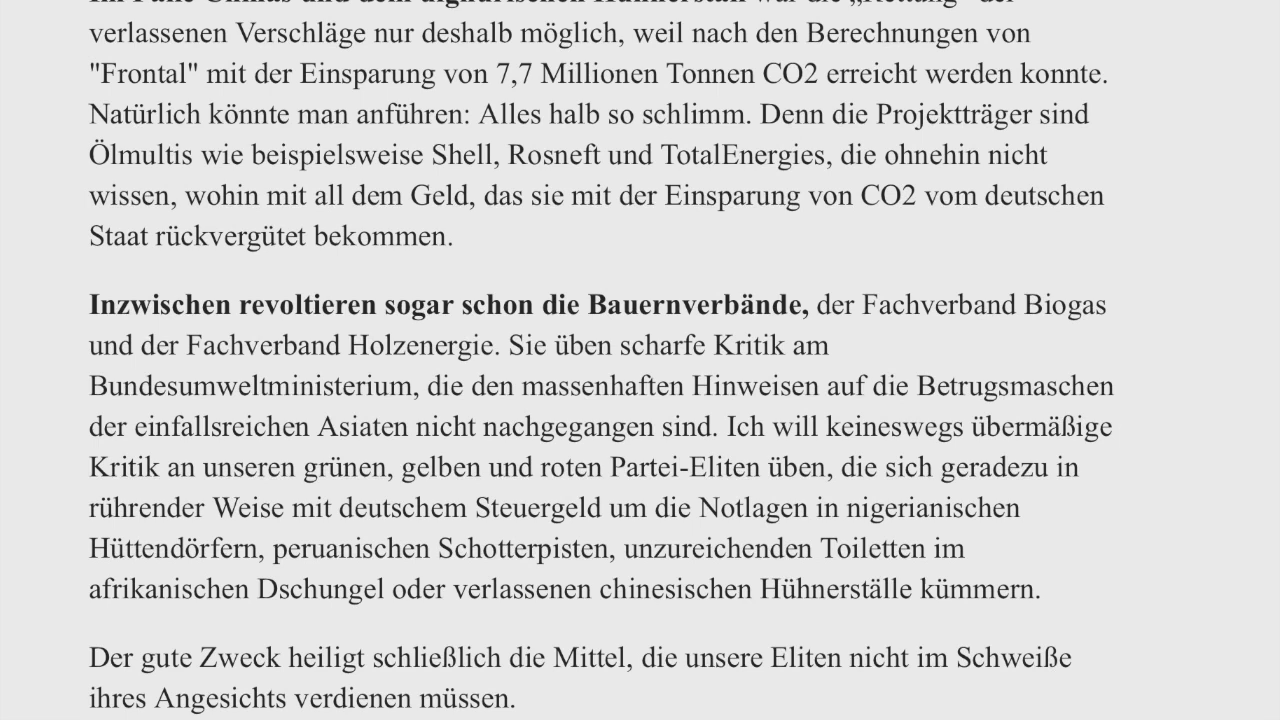 verlassenen Verschläge nur deshalb möglich, weil nach den Berechnungen von
"Frontal" mit der Einsparung von 7,7 Millionen Tonnen CO2 erreicht werden konnte.
Natürlich könnte man anführen: Alles halb so schlimm. Denn die Projektträger sind
Ölmultis wie beispielsweise Shell, Rosneft und TotalEnergies, die ohnehin nicht
wissen, wohin mit all dem Geld, das sie mit der Einsparung von CO2 vom deutschen
Staat rückvergütet bekommen.
Inzwischen revoltieren sogar schon die Bauernverbände, der Fachverband Biogas
und der Fachverband Holzenergie. Sie üben scharfe Kritik am
Bundesumweltministerium, die den massenhaften Hinweisen auf die Betrugsmaschen
der einfallsreichen Asiaten nicht nachgegangen sind. Ich will keineswegs übermäßige
Kritik an unseren grünen, gelben und roten Partei-Eliten üben, die sich geradezu in
rührender Weise mit deutschem Steuergeld um die Notlagen in nigerianischen
Hüttendörfern, peruanischen Schotterpisten, unzureichenden Toiletten im
afrikanischen Dschungel oder verlassenen chinesischen Hühnerställe kümmern.
Der gute Zweck heiligt schließlich die Mittel, die unsere Eliten nicht im Schweiße
ihres Angesichts verdienen müssen.